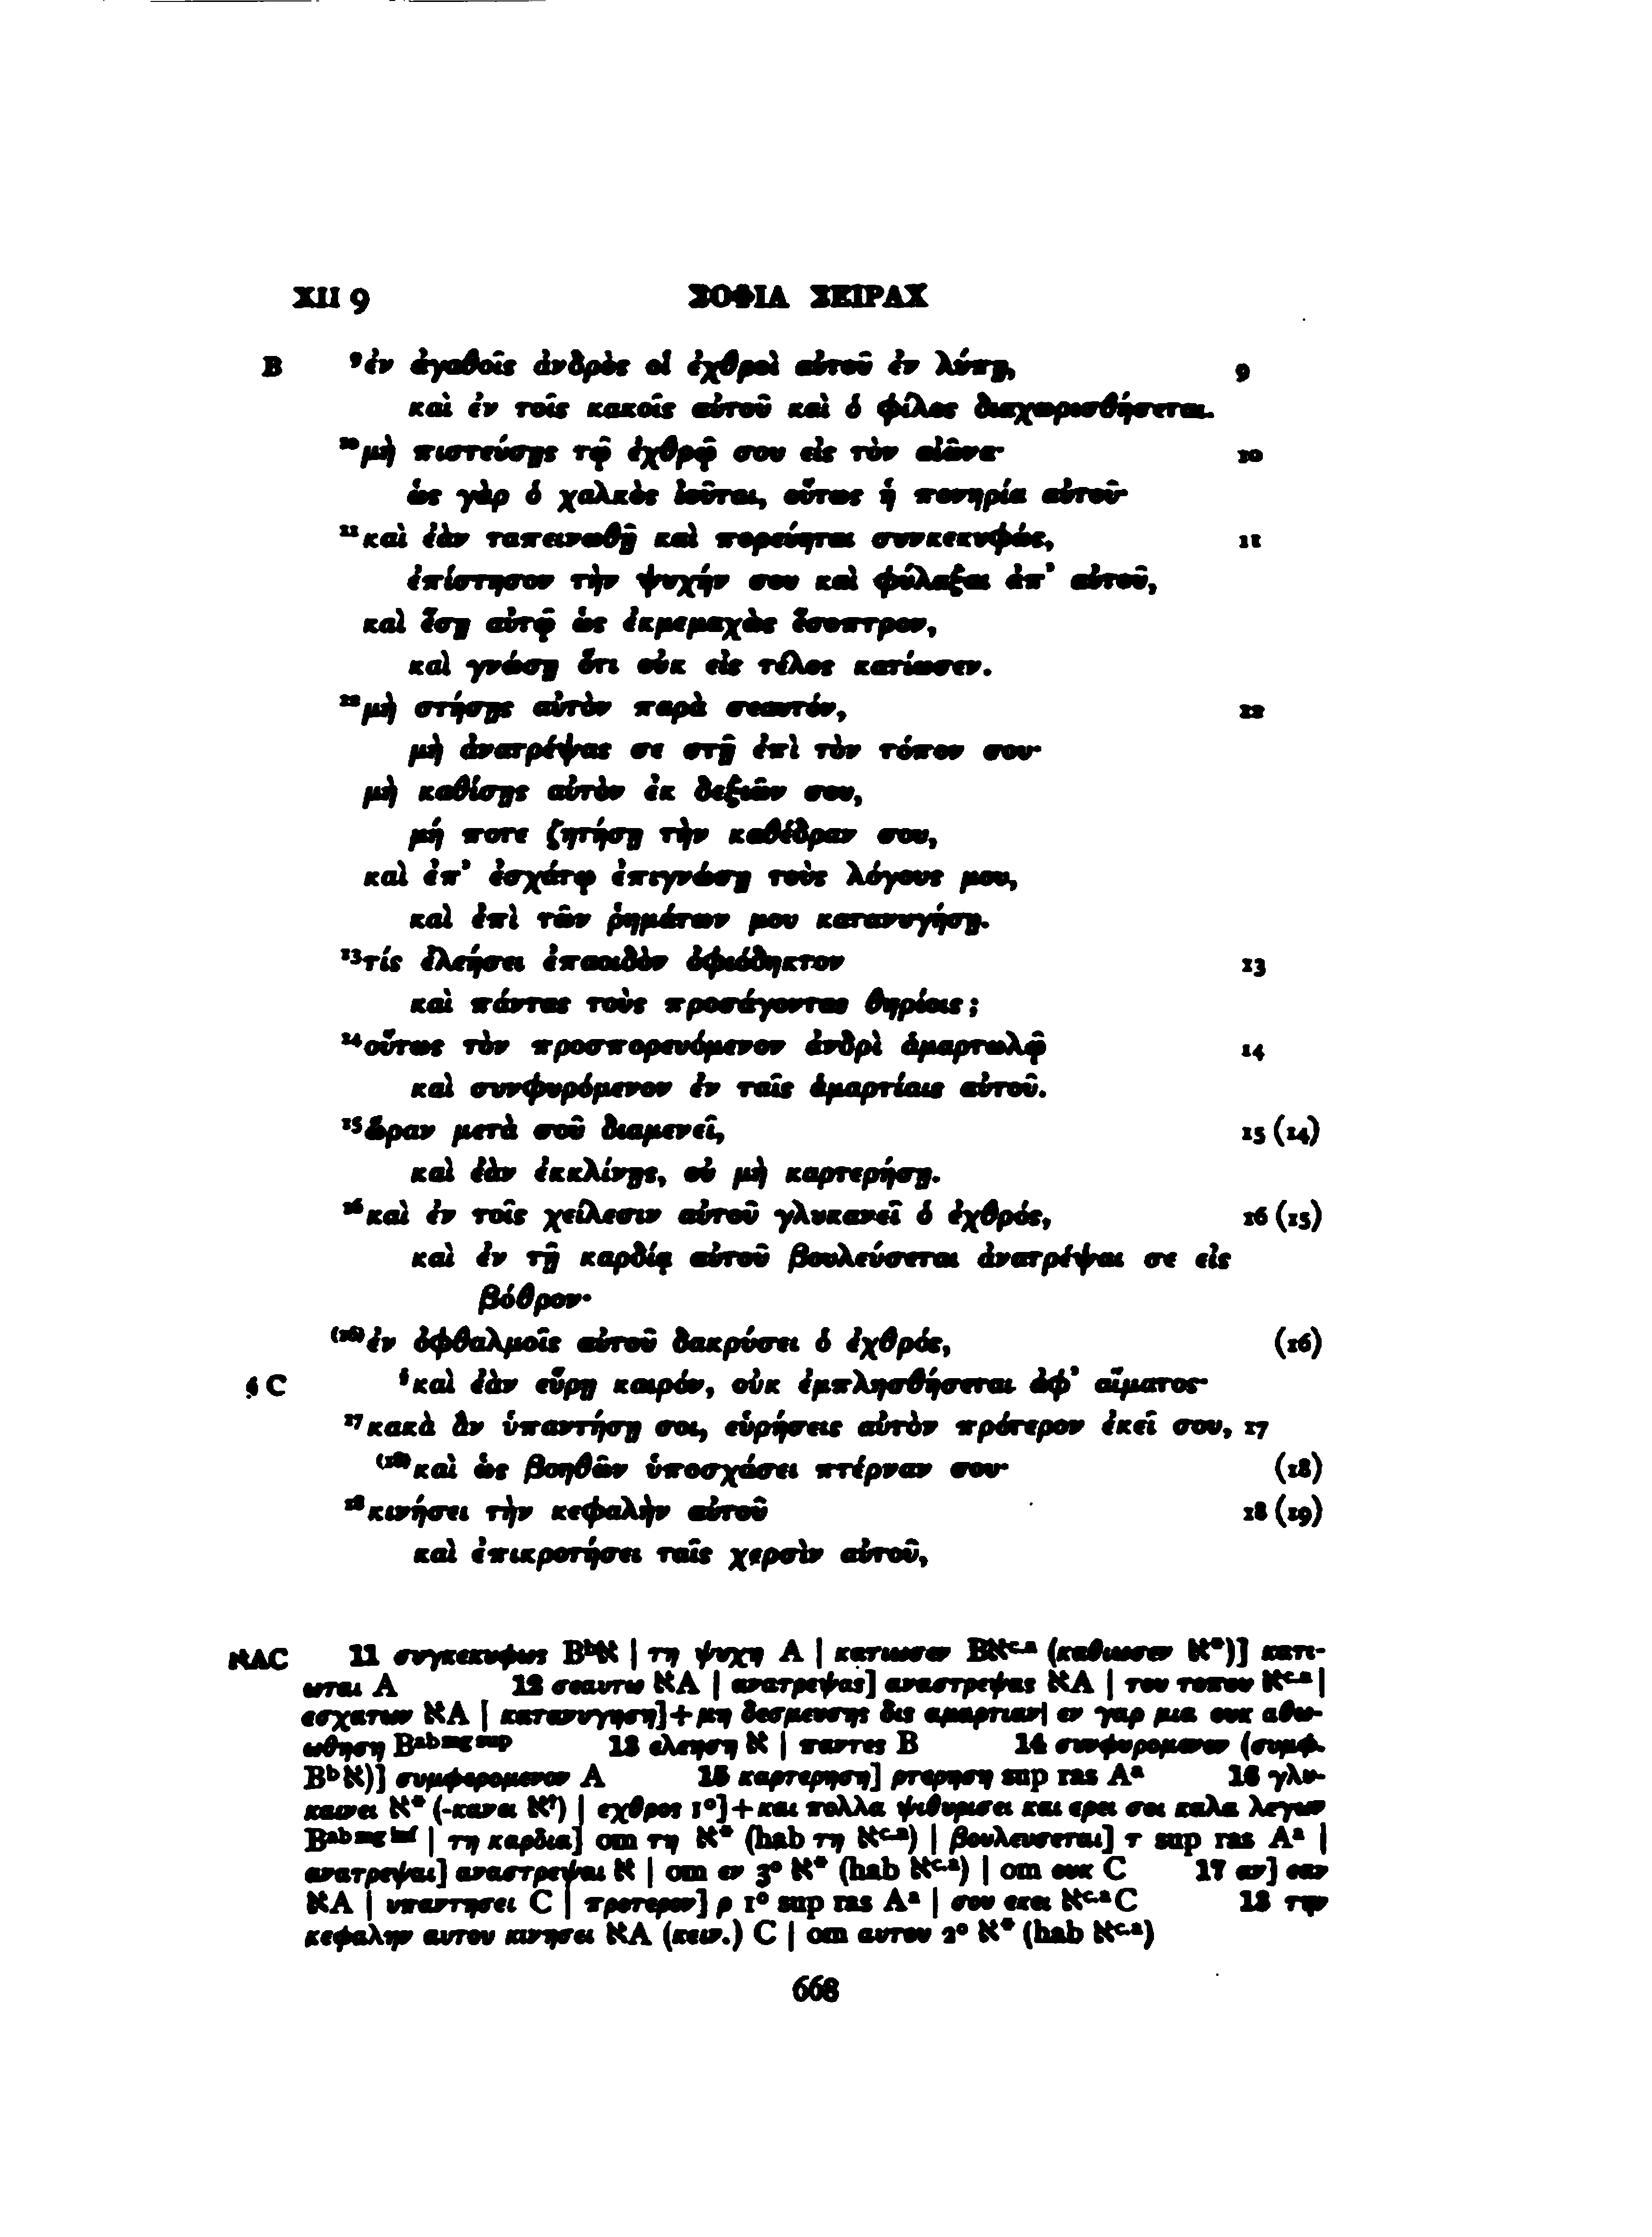 XII 9 ΣΟΦΙΑ ΣΕΙΡΑΧ
B ⁹ἐν ἀγαθοῖς ἀνδρὸς οἱ ἐχθροὶ αὐτοῦ ἐν λύπῃ, 9
καὶ ἐν τοῖς κακοῖς αὐτοῦ καὶ ὁ φίλος διαχωρισθήσεται.
¹⁰μὴ πιστεύσῃς τῷ ἐχθρῷ σου εἰς τὸν αἰῶνα· 10
ὡς γὰρ ὁ χαλκὸς ἰοῦται, οὕτως ἡ πονηρία αὐτοῦ·
¹¹καὶ ἐὰν ταπεινωθῇ καὶ πορεύηται συνκεκυφώς, 11
ἐπίστησον τὴν ψυχήν σου καὶ φύλαξαι ἀπ’ αὐτοῦ,
καὶ ἔσῃ αὐτῷ ὡς ἐκμεμαχὼς ἔσοπτρον,
καὶ γνώσῃ ὅτι οὐκ εἰς τέλος κατίωσεν.
¹²μὴ στήσῃς αὐτὸν παρὰ σεαυτόν, 12
μὴ ἀνατρέψας σε στῇ ἐπὶ τὸν τόπον σου·
μὴ καθίσῃς αὐτὸν ἐκ δεξιῶν σου,
μή ποτε ζητήσῃ τὴν καθέδραν σου,
καὶ ἐπ’ ἐσχάτῳ ἐπιγνώσῃ τοὺς λόγους μου,
καὶ ἐπὶ τῶν ῥημάτων μου κατανυγήσῃ.
¹³τίς ἐλεήσει ἐπαοιδὸν ὀφιόδηκτον 13
καὶ πάντας τοὺς προσάγοντας θηρίοις;
¹⁴οὕτως τὸν προσπορευόμενον ἀνδρὶ ἁμαρτωλῷ 14
καὶ συνφυρόμενον ἐν ταῖς ἁμαρτίαις αὐτοῦ.
¹⁵ὥραν μετὰ σοῦ διαμενεῖ, 15 (14)
καὶ ἐὰν ἐκκλίνῃς, οὐ μὴ καρτερήσῃ.
¹⁶καὶ ἐν τοῖς χείλεσιν αὐτοῦ γλυκανεῖ ὁ ἐχθρός, 16 (15)
καὶ ἐν τῇ καρδίᾳ αὐτοῦ βουλεύσεται ἀνατρέψαι σε εἰς
βόθρον·
⁽¹⁶⁾ἐν ὀφθαλμοῖς αὐτοῦ δακρύσει ὁ ἐχθρός, (16)
§ C §καὶ ἐὰν εὕρῃ καιρόν, οὐκ ἐμπλησθήσεται ἀφ’ αἵματος·
¹⁷κακὰ ἂν ὑπαντήσῃ σοι, εὑρήσεις αὐτὸν πρότερον ἐκεῖ σου, 17
⁽¹⁸⁾καὶ ὡς βοηθῶν ὑποσχάσει πτέρναν σου· (18)
¹⁸κινήσει τὴν κεφαλὴν αὐτοῦ 18 (19)
καὶ ἐπικροτήσει ταῖς χερσὶν αὐτοῦ,
אAC 11 συγκεκυφως Bᵇא | τη ψυχη A | κατιωσεν Bאᶜ·ᵃ (καθιωσεν א*)] κατι-
ωται A 12 σεαυτω אA | ανατρεψας] αναστρεψας אA | του τοπου אᶜ·ᵃ |
εσχατων אA | κατανυγηση]+μη δεσμευσης δις αμαρτιαν| εν γαρ μια ουκ αθω-
ωθηση Bᵃᵇ ᵐᵍ ˢᵘᵖ 13 ελεηση א | παντες B 14 συνφυρομενον (συμφ.
Bᵇא)] συμφερομενον A 15 καρτερηση] ρτερηση sup ras Aᵃ 16 γλυ-
καινει א* (-κανει א?) | εχθρος 1°]+και πολλα ψιθυρισει και ερει σοι καλα λεγων
Bᵃᵇ ᵐᵍ ⁱⁿᶠ | τη καρδια] om τη א* (hab τη אᶜ·ᵃ) | βουλευσεται] τ sup ras Aᵃ |
ανατρεψαι] αναστρεψαι א | om εν 3° א* (hab אᶜ·ᵃ) | om ουκ C 17 αν] εαν
אA | υπαντησει C | προτερον] ρ 1° sup ras Aᵃ | σου εκει אᶜ·ᵃC 18 την
κεφαλην αυτου κινησει אA (κειν.) C | om αυτου 2° א* (hab אᶜ·ᵃ)
668